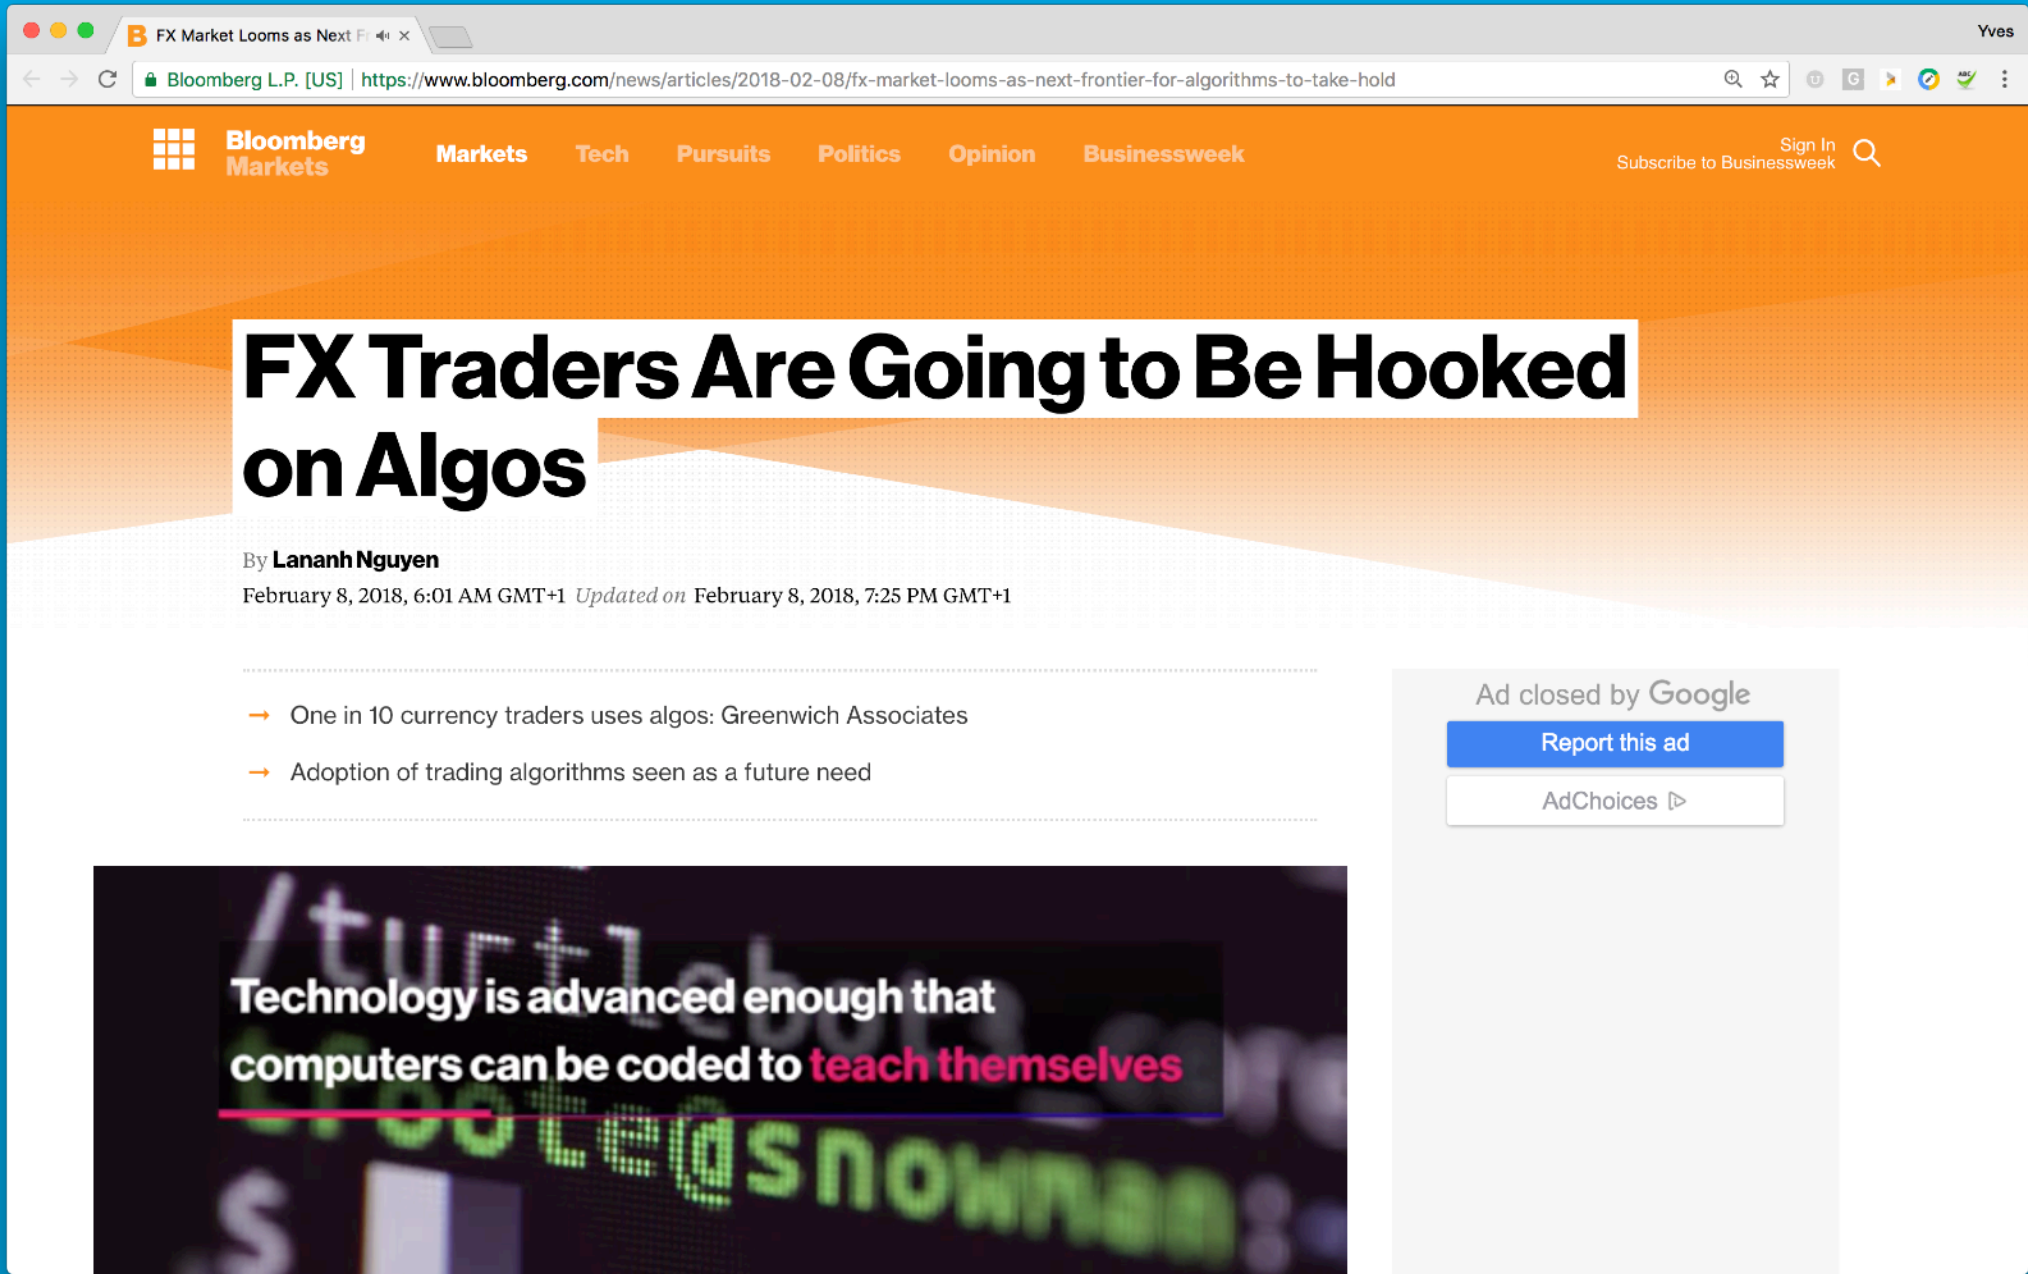 FX Market Looms as Next Fr
Yves
Bloomberg L.P. [US] | https://www.bloomberg.com/news/articles/2018-02-08/fx-market-looms-as-next-frontier-for-algorithms-to-take-hold
Bloomberg
Markets
Markets Tech Pursuits Politics Opinion Businessweek
Sign In
Subscribe to Businessweek
FX Traders Are Going to Be Hooked
on Algos
By Lananh Nguyen
February 8, 2018, 6:01 AM GMT+1 Updated on February 8, 2018, 7:25 PM GMT+1
→ One in 10 currency traders uses algos: Greenwich Associates
→ Adoption of trading algorithms seen as a future need
Ad closed by Google
Report this ad
AdChoices
/turtlebots_core
Technology is advanced enough that
computers can be coded to teach themselves
tfoote@snowman:
s